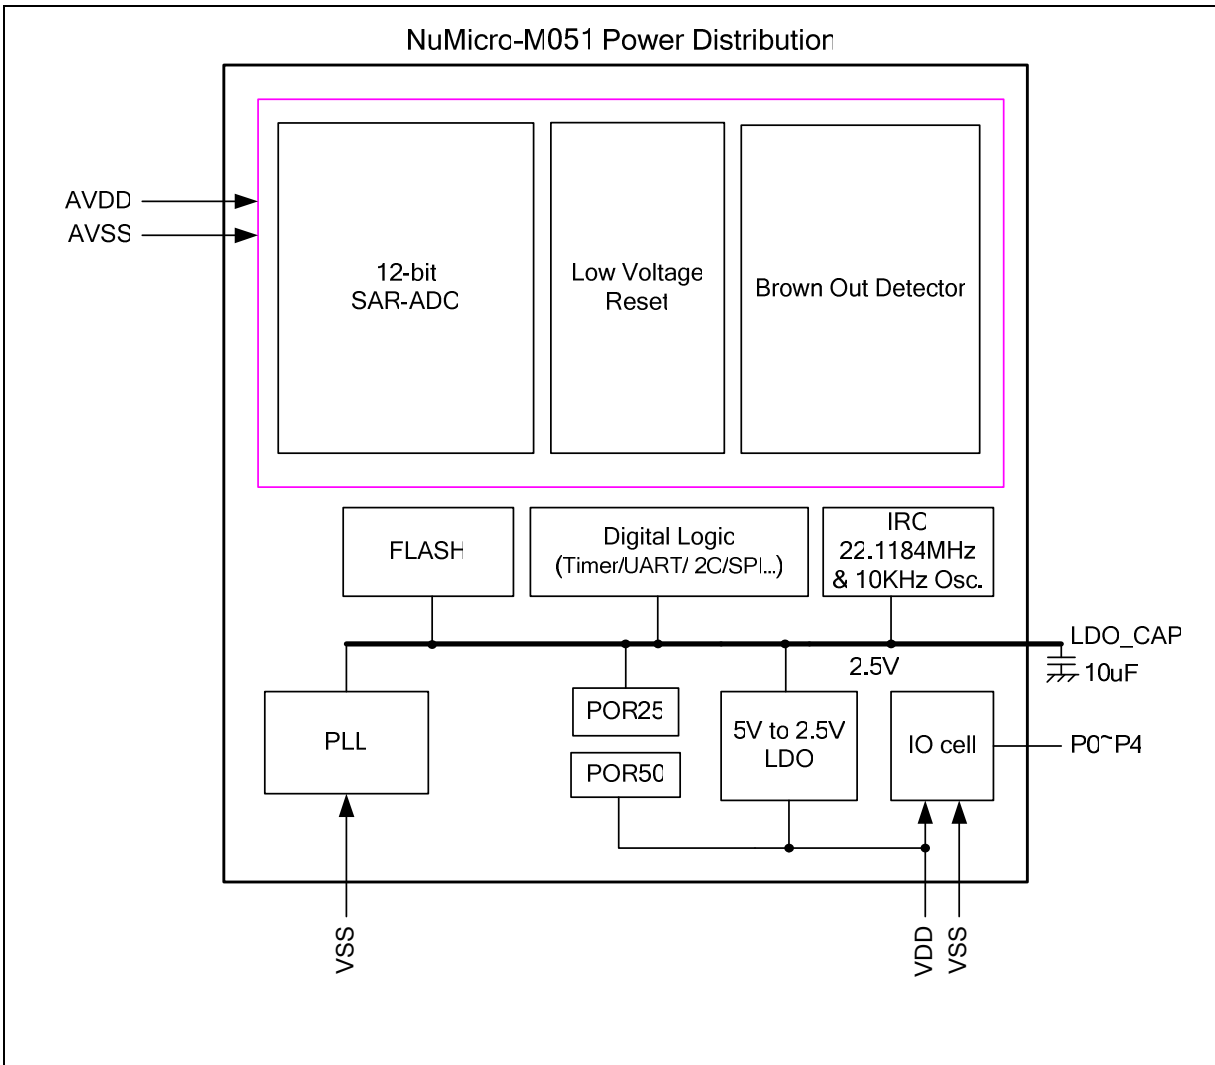 NuMicro-M051 Power Distribution
AVDD
AVSS
12-bit
SAR-ADC
Low Voltage
Reset
Brown Out Detector
FLASH
Digital Logic
(Timer/UART/ 2C/SPI...)
IRC
22.1184MHz
& 10KHz Osc.
LDO_CAP
2.5V
10uF
PLL
POR25
POR50
5V to 2.5V
LDO
IO cell
P0~P4
VSS
VDD
VSS